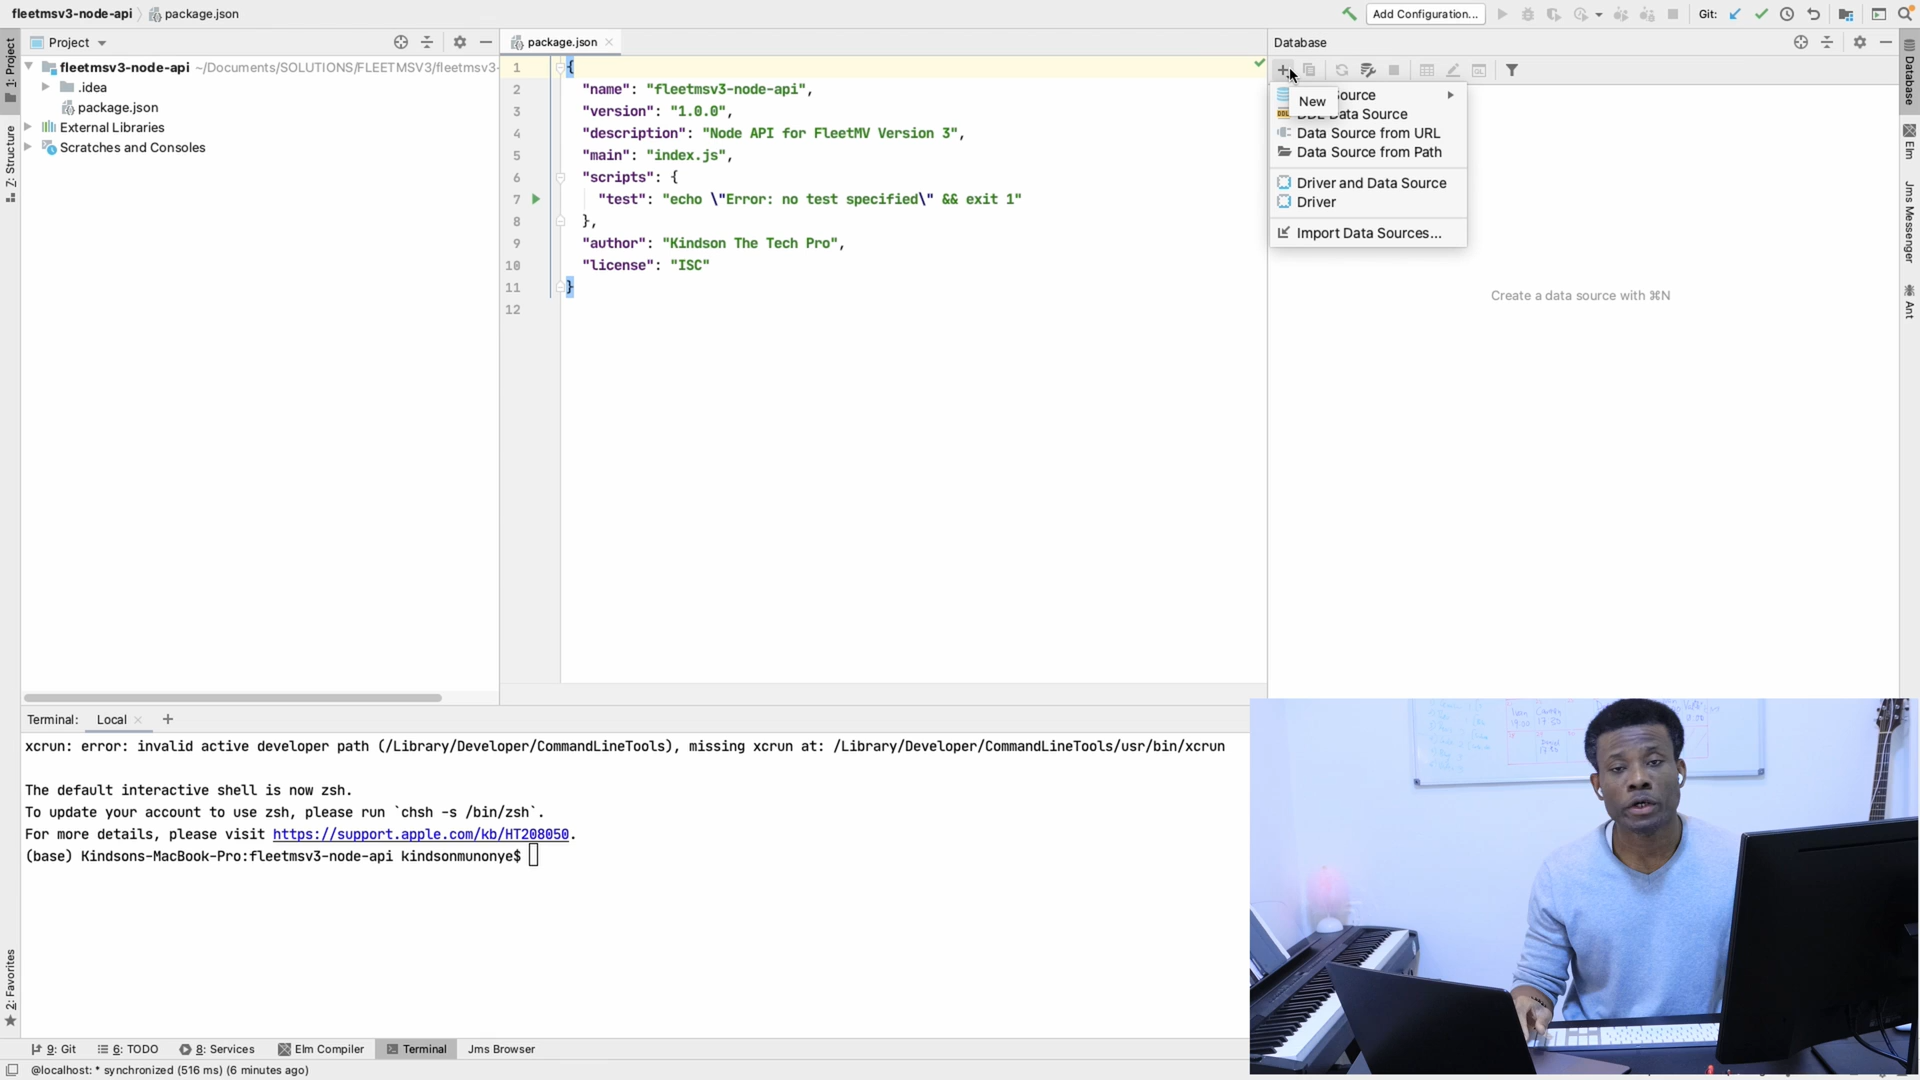 fleetmsv3-node-api
package.json
Add Configuration...
Git:
Project
package.json
Database
1: Project
Z: Structure
2: Favorites
fleetmsv3-node-api ~/Documents/SOLUTIONS/FLEETMSV3/fleetmsv3-
.idea
package.json
External Libraries
Scratches and Consoles
1 {
2 "name": "fleetmsv3-node-api",
3 "version": "1.0.0",
4 "description": "Node API for FleetMV Version 3",
5 "main": "index.js",
6 "scripts": {
7 "test": "echo \"Error: no test specified\" && exit 1"
8 },
9 "author": "Kindson The Tech Pro",
10 "license": "ISC"
11 }
12
New
Source
DDL Data Source
Data Source from URL
Data Source from Path
Driver and Data Source
Driver
Import Data Sources...
Create a data source with ⌘N
Database
Elm
Jms Messenger
Ant
Terminal: Local
xcrun: error: invalid active developer path (/Library/Developer/CommandLineTools), missing xcrun at: /Library/Developer/CommandLineTools/usr/bin/xcrun
The default interactive shell is now zsh.
To update your account to use zsh, please run `chsh -s /bin/zsh`.
For more details, please visit https://support.apple.com/kb/HT208050.
(base) Kindsons-MacBook-Pro:fleetmsv3-node-api kindsonmunonye$
9: Git
6: TODO
8: Services
Elm Compiler
Terminal
Jms Browser
@localhost: * synchronized (516 ms) (6 minutes ago)